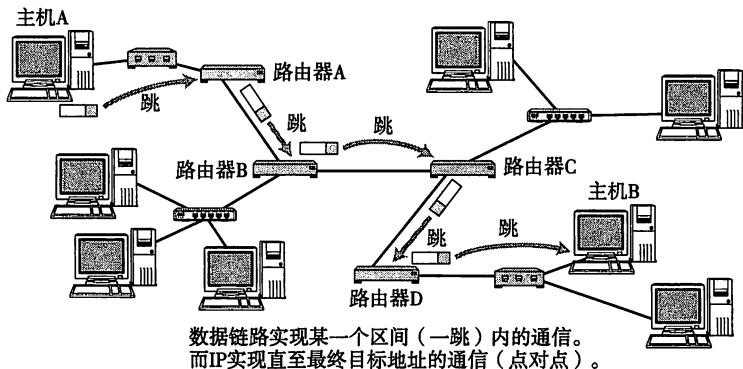 主机A
路由器A
跳
跳
跳
路由器B
路由器C
主机B
跳
跳
路由器D
数据链路实现某一个区间（一跳）内的通信。
而IP实现直至最终目标地址的通信（点对点）。